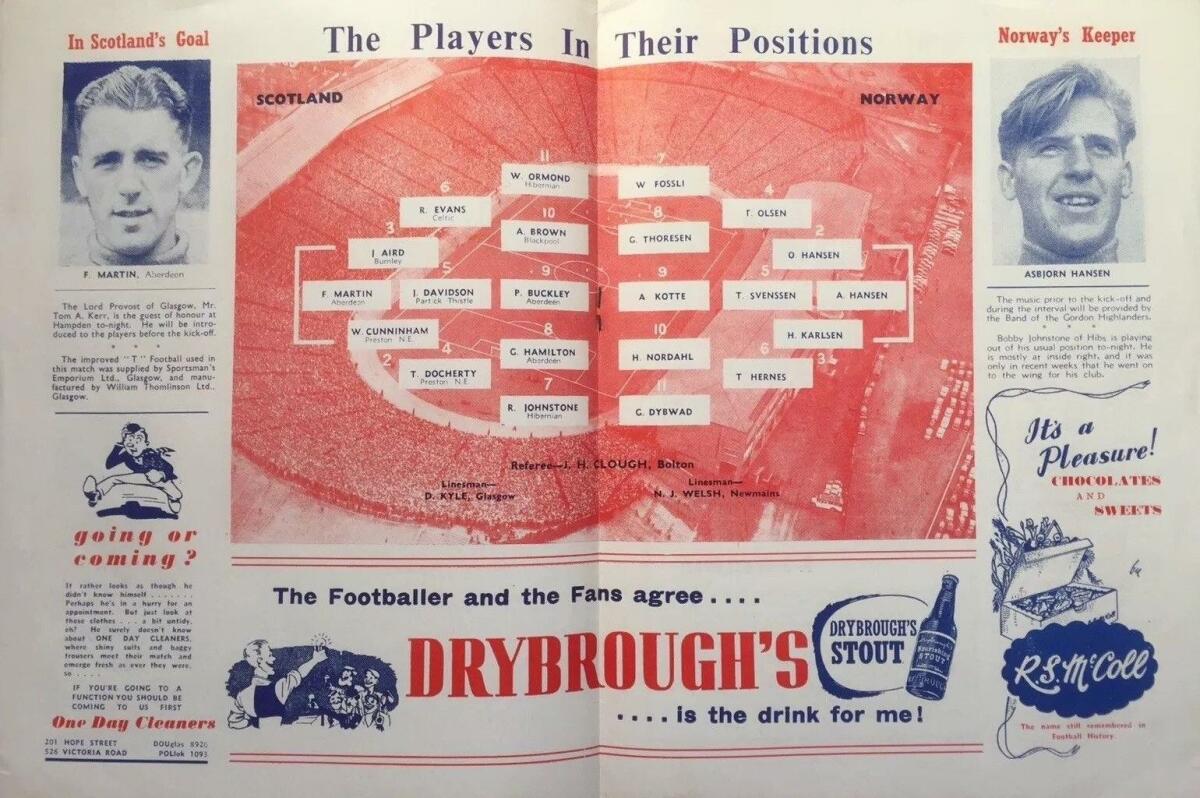 In Scotland's Goal
F. MARTIN, Aberdeen
The Lord Provost of Glasgow, Mr.
Tom A. Kerr, is the guest of honour at
Hampden to-night. He will be intro-
duced to the players before the kick-off.
* * *
The improved "T" Football used in
this match was supplied by Sportsman's
Emporium Ltd., Glasgow, and manu-
factured by William Thomlinson Ltd.,
Glasgow.
going or
coming?
It rather looks as though he
didn't know himself . . . . . . .
Perhaps he's in a hurry for an
appointment. But just look at
those clothes . . . a bit untidy,
eh? He surely doesn't know
about ONE DAY CLEANERS,
where shiny suits and baggy
trousers meet their match and
emerge fresh as ever they were,
so . . . .
IF YOU'RE GOING TO A
FUNCTION YOU SHOULD BE
COMING TO US FIRST
One Day Cleaners
201 HOPE STREET DOUglas 8926
526 VICTORIA ROAD POLlok 1093
The Players In Their Positions
SCOTLAND
NORWAY
11
W. ORMOND
Hibernian
7
W FOSSLI
6
R. EVANS
Celtic
4
T. OLSEN
10
A. BROWN
Blackpool
8
G. THORESEN
3
J AIRD
Burnley
2
O. HANSEN
F. MARTIN
Aberdeen
5
J. DAVIDSON
Partick Thistle
9
P. BUCKLEY
Aberdeen
9
A KOTTE
5
T. SVENSSEN
A. HANSEN
W. CUNNINHAM
Preston N.E.
2
8
G. HAMILTON
Aberdeen
10
H. NORDAHL
H. KARLSEN
3
4
T. DOCHERTY
Preston N.E.
6
T HERNES
7
R. JOHNSTONE
Hibernian
11
G. DYBWAD
Referee—J. H. CLOUGH, Bolton
Linesman—
D. KYLE, Glasgow
Linesman—
N. J. WELSH, Newmains
The Footballer and the Fans agree . . . .
DRYBROUGH'S
DRYBROUGH'S
STOUT
. . . . is the drink for me!
Norway's Keeper
ASBJORN HANSEN
The music prior to the kick-off and
during the interval will be provided by
the Band of the Gordon Highlanders.
* * *
Bobby Johnstone of Hibs is playing
out of his usual position to-night. He
is mostly at inside right, and it was
only in recent weeks that he went on
to the wing for his club.
It's a
Pleasure!
CHOCOLATES
AND
SWEETS
R.S. McColl
The name still remembered in
Football History.